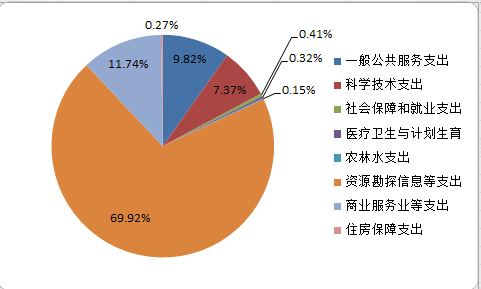 0.27%
0.41%
0.32%
0.15%
9.82%
7.37%
11.74%
69.92%
一般公共服务支出
科学技术支出
社会保障和就业支出
医疗卫生与计划生育
农林水支出
资源勘探信息等支出
商业服务业等支出
住房保障支出